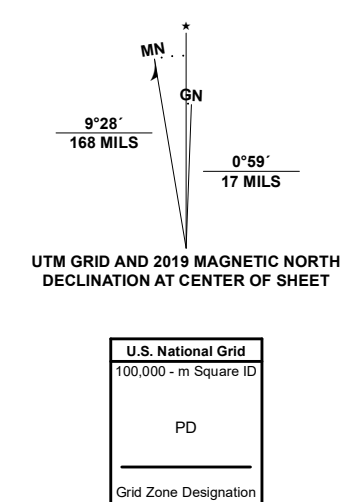 ★
MN
GN
9°28´
168 MILS
0°59´
17 MILS
UTM GRID AND 2019 MAGNETIC NORTH
DECLINATION AT CENTER OF SHEET
U.S. National Grid
100,000 - m Square ID
PD
Grid Zone Designation